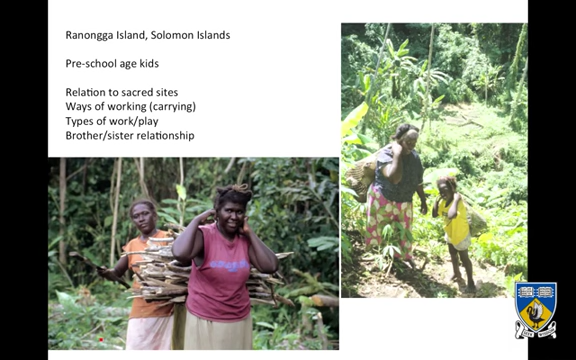 Ranongga Island, Solomon Islands
Pre-school age kids
Relation to sacred sites
Ways of working (carrying)
Types of work/play
Brother/sister relationship